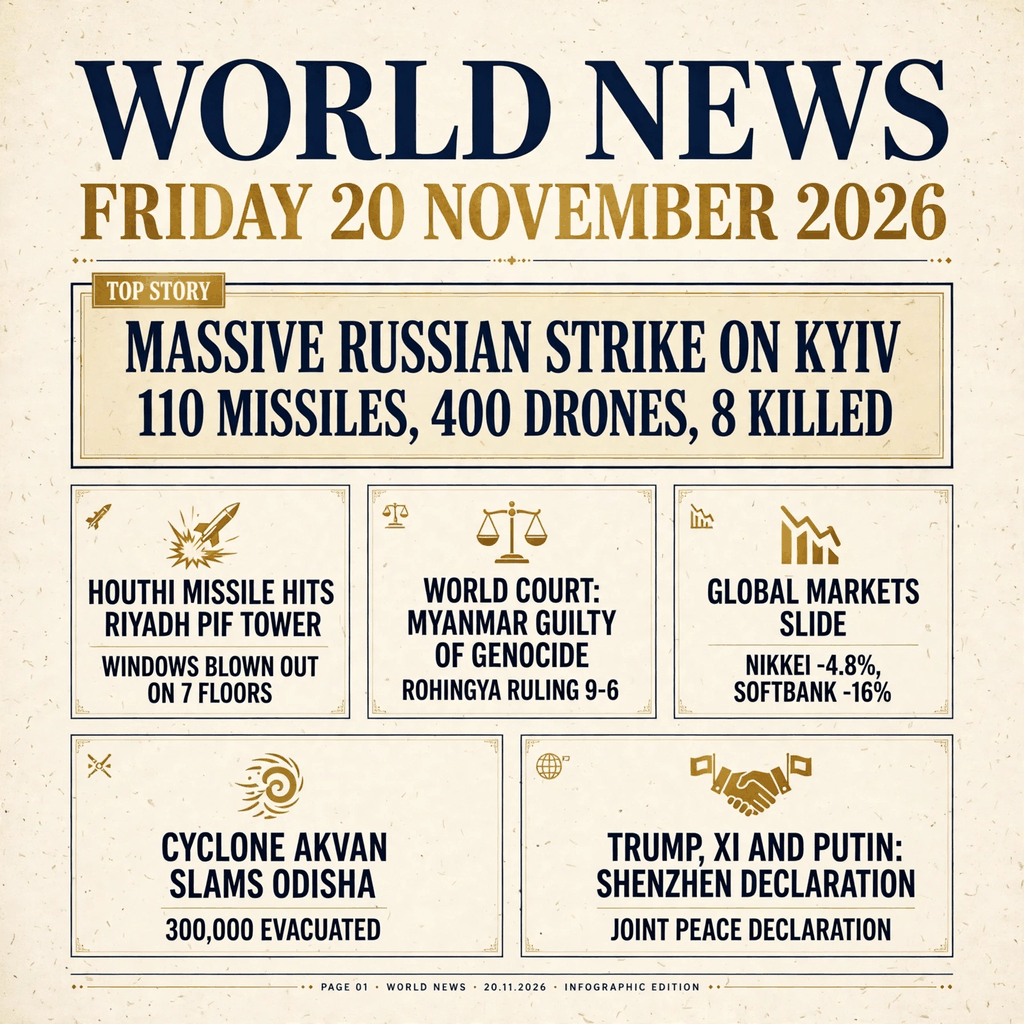 WORLD NEWS
FRIDAY 20 NOVEMBER 2026
TOP STORY
MASSIVE RUSSIAN STRIKE ON KYIV
110 MISSILES, 400 DRONES, 8 KILLED
HOUTHI MISSILE HITS
RIYADH PIF TOWER
WINDOWS BLOWN OUT
ON 7 FLOORS
WORLD COURT:
MYANMAR GUILTY
OF GENOCIDE
ROHINGYA RULING 9-6
GLOBAL MARKETS
SLIDE
NIKKEI -4.8%,
SOFTBANK -16%
CYCLONE AKVAN
SLAMS ODISHA
300,000 EVACUATED
TRUMP, XI AND PUTIN:
SHENZHEN DECLARATION
JOINT PEACE DECLARATION
PAGE 01 · WORLD NEWS · 20.11.2026 · INFOGRAPHIC EDITION